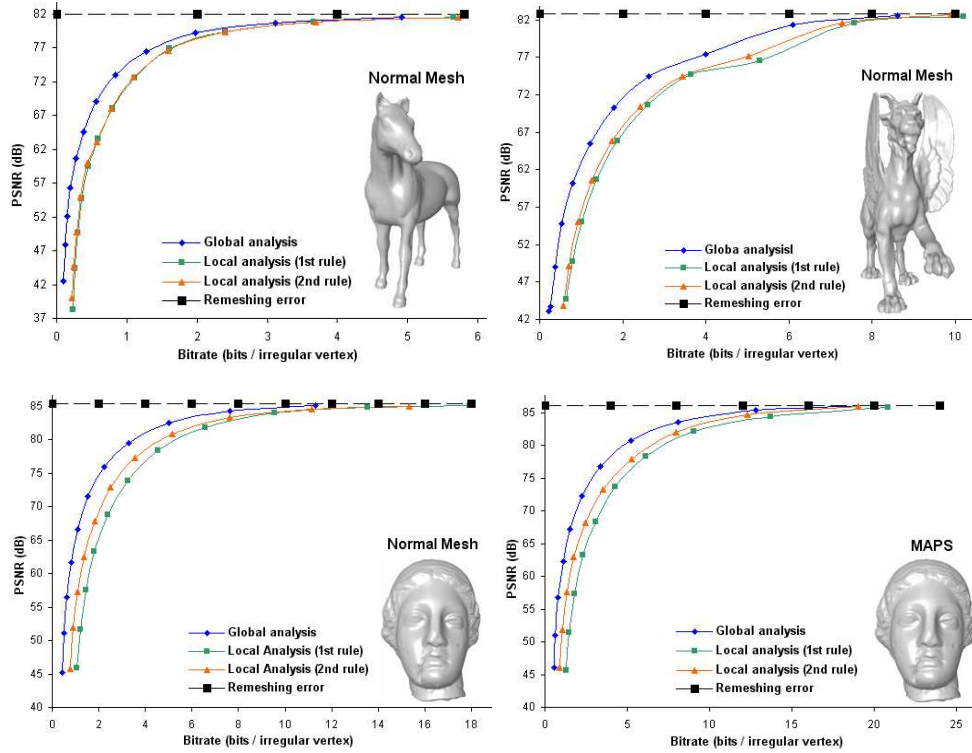 PSNR (dB)
82
77
72
67
62
57
52
47
42
37
0
1
2
3
4
5
6
Bitrate (bits / irregular vertex)
Normal Mesh
Global analysis
Local analysis (1st rule)
Local analysis (2nd rule)
Remeshing error
PSNR (dB)
82
77
72
67
62
57
52
47
42
0
2
4
6
8
10
Bitrate (bits / irregular vertex)
Normal Mesh
Globa analysisl
Local analysis (1st rule)
Local analysis (2nd rule)
Remeshing error
PSNR (dB)
85
80
75
70
65
60
55
50
45
40
0
2
4
6
8
10
12
14
16
18
Bitrate (bits / irregular vertex)
Normal Mesh
Global analysis
Local Analysis (1st rule)
Local Analysis (2nd rule)
Remeshing error
PSNR (dB)
85
80
75
70
65
60
55
50
45
40
0
5
10
15
20
25
Bitrate (bits / irregular vertex)
MAPS
Global analysis
Local analysis (1st rule)
Local analysis (2nd rule)
Remeshing error